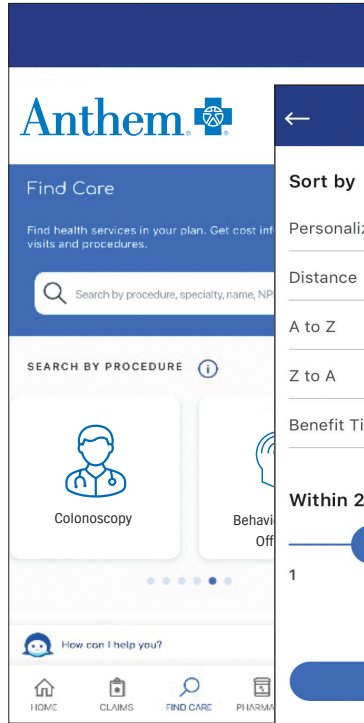 Anthem
Find Care
Find health services in your plan. Get cost inf
visits and procedures.
Search by procedure, specialty, name, NP
SEARCH BY PROCEDURE
Colonoscopy
Behavi
Off
How can I help you?
HOME
CLAIMS
FIND CARE
PHARMA
Sort by
Personaliz
Distance
A to Z
Z to A
Benefit Ti
Within 2
1